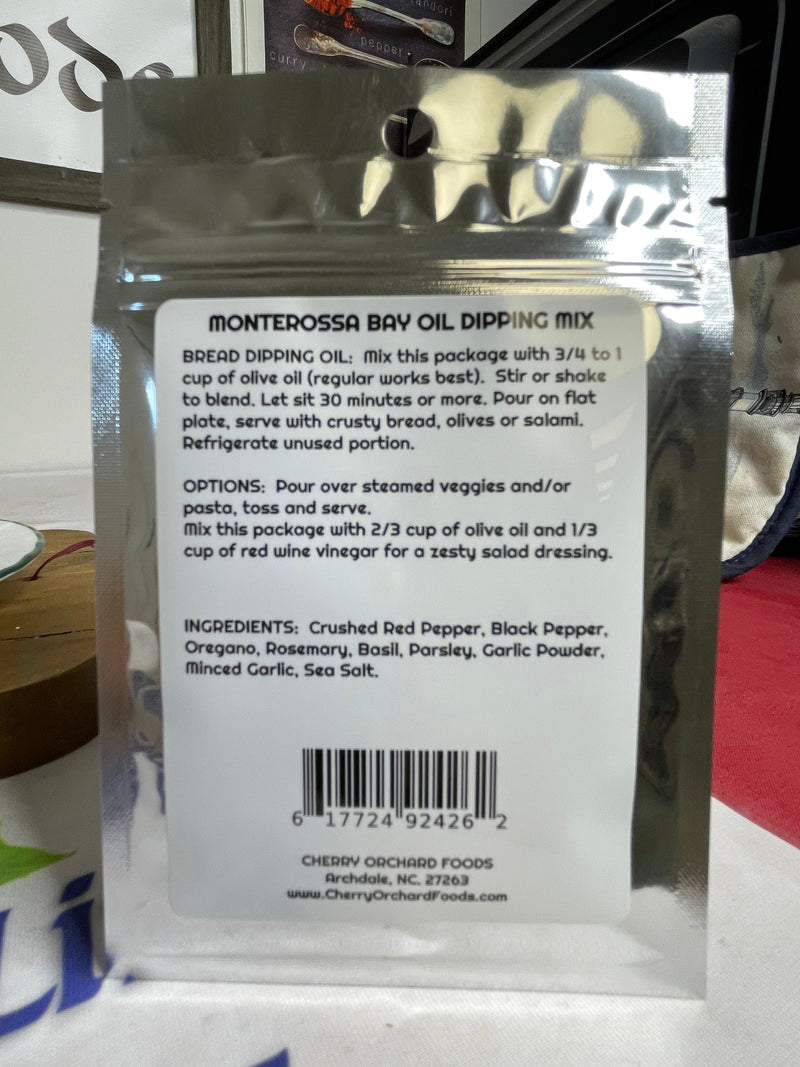 ode
tandori
pepper
curry
MONTEROSSA BAY OIL DIPPING MIX
BREAD DIPPING OIL: Mix this package with 3/4 to 1
cup of olive oil (regular works best). Stir or shake
to blend. Let sit 30 minutes or more. Pour on flat
plate, serve with crusty bread, olives or salami.
Refrigerate unused portion.
OPTIONS: Pour over steamed veggies and/or
pasta, toss and serve.
Mix this package with 2/3 cup of olive oil and 1/3
cup of red wine vinegar for a zesty salad dressing.
INGREDIENTS: Crushed Red Pepper, Black Pepper,
Oregano, Rosemary, Basil, Parsley, Garlic Powder,
Minced Garlic, Sea Salt.
6 17724 92426 2
CHERRY ORCHARD FOODS
Archdale, NC. 27263
www.CherryOrchardFoods.com
Li